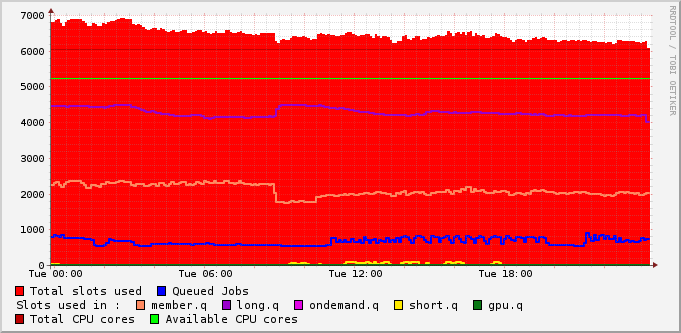 7000
6000
5000
4000
3000
2000
1000
0
Tue 00:00 Tue 06:00 Tue 12:00 Tue 18:00
Total slots used Queued Jobs
Slots used in : member.q long.q ondemand.q short.q gpu.q
Total CPU cores Available CPU cores
RRDTOOL / TOBI OETIKER